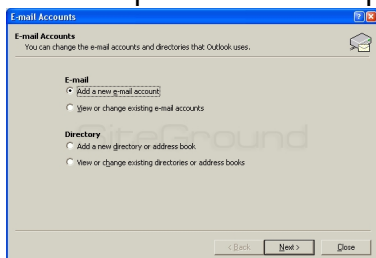 E-mail Accounts
E-mail Accounts
You can change the e-mail accounts and directories that Outlook uses.
E-mail
Add a new e-mail account
View or change existing e-mail accounts
SiteGround
Directory
Add a new directory or address book
View or change existing directories or address books
< Back Next > Close